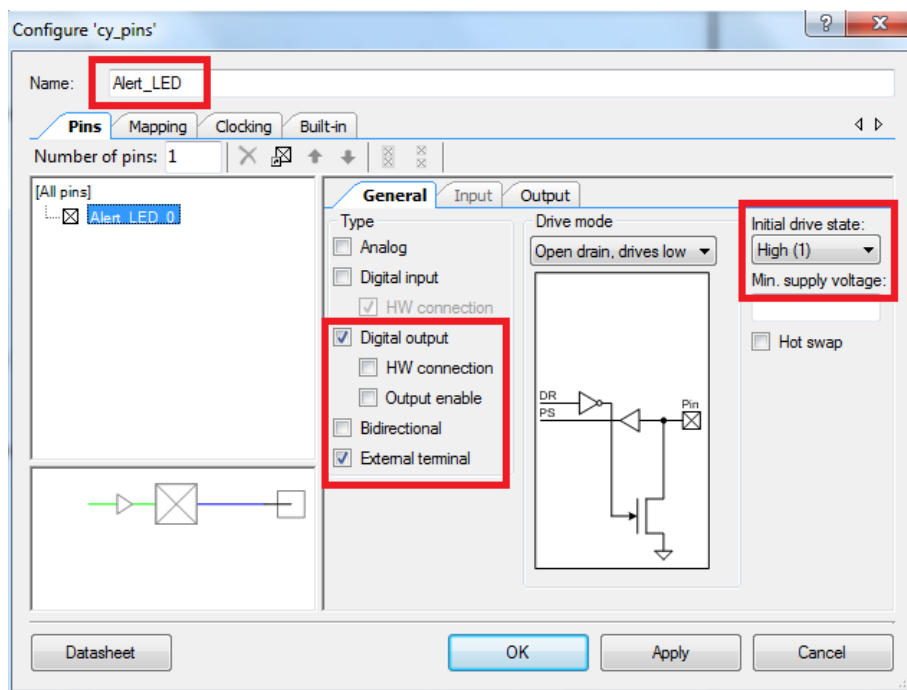 Configure 'cy_pins'
Name: Alert_LED
Pins Mapping Clocking Built-in
Number of pins: 1
[All pins]
Alert_LED_0
General Input Output
Type
Analog
Digital input
HW connection
Digital output
HW connection
Output enable
Bidirectional
External terminal
Drive mode
Open drain, drives low
DR
PS
Pin
Initial drive state:
High (1)
Min. supply voltage:
Hot swap
Datasheet OK Apply Cancel